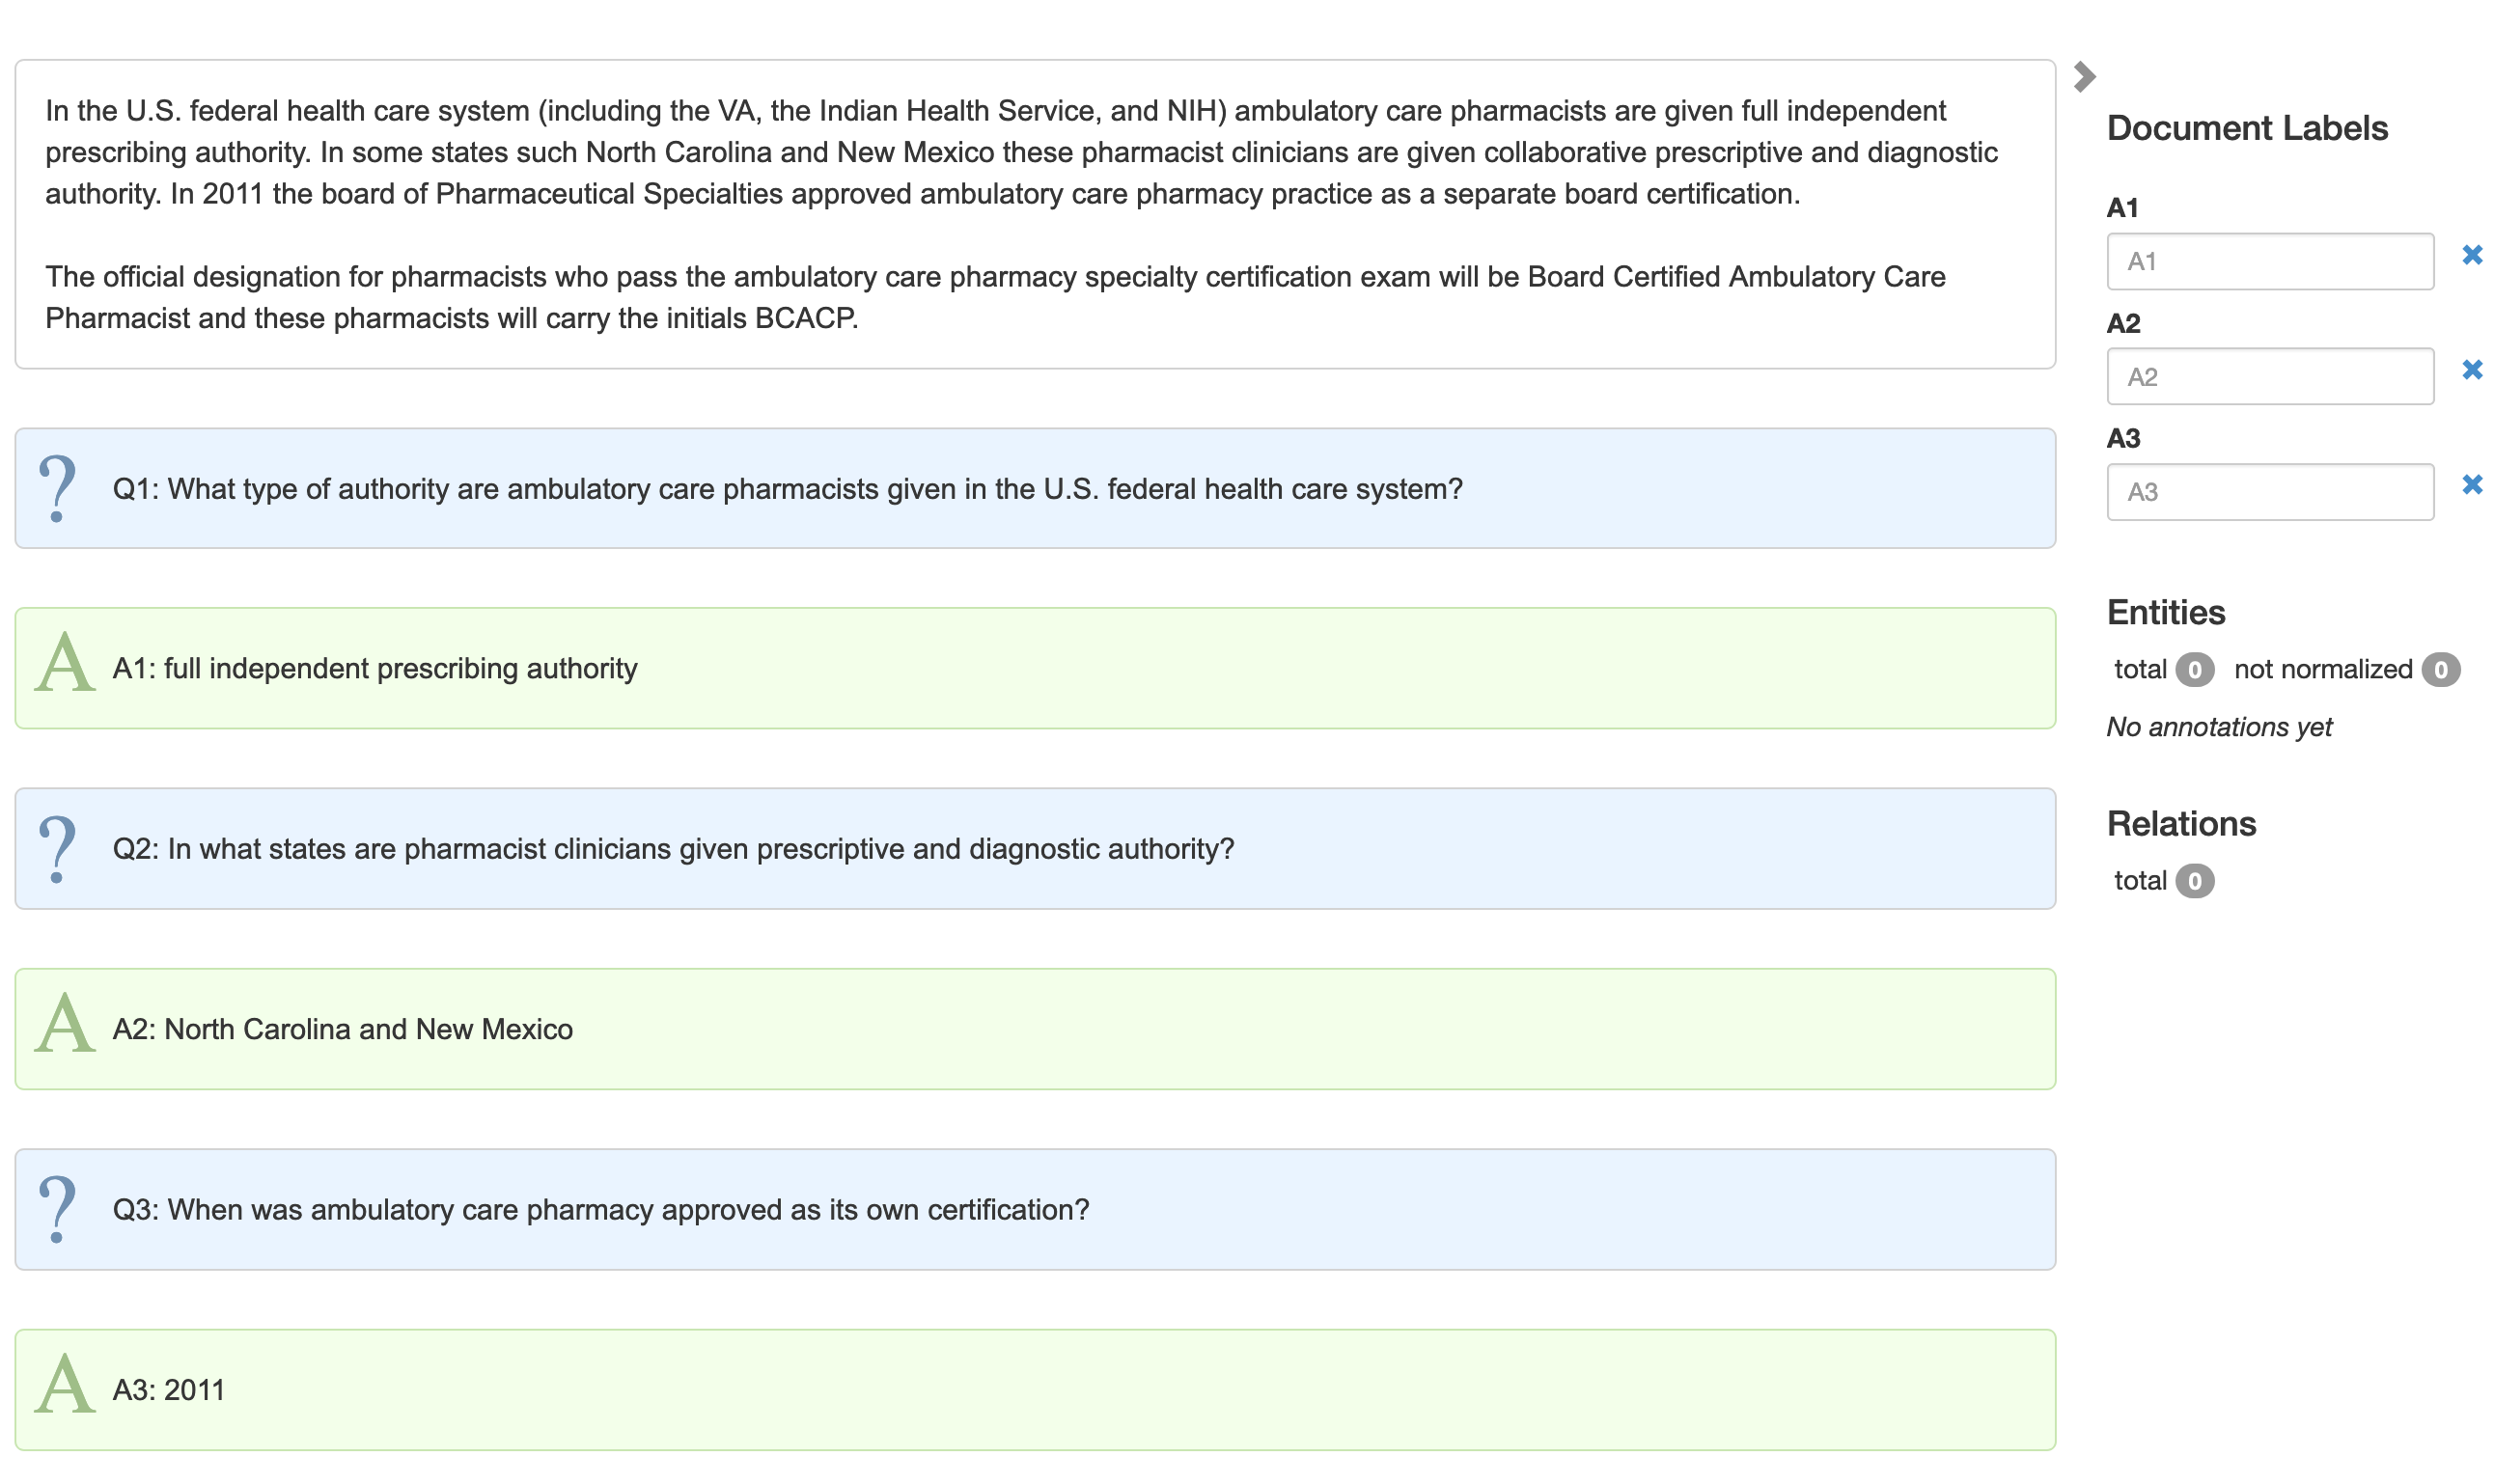 In the U.S. federal health care system (including the VA, the Indian Health Service, and NIH) ambulatory care pharmacists are given full independent
prescribing authority. In some states such North Carolina and New Mexico these pharmacist clinicians are given collaborative prescriptive and diagnostic
authority. In 2011 the board of Pharmaceutical Specialties approved ambulatory care pharmacy practice as a separate board certification.
The official designation for pharmacists who pass the ambulatory care pharmacy specialty certification exam will be Board Certified Ambulatory Care
Pharmacist and these pharmacists will carry the initials BCACP.
? Q1: What type of authority are ambulatory care pharmacists given in the U.S. federal health care system?
A A1: full independent prescribing authority
? Q2: In what states are pharmacist clinicians given prescriptive and diagnostic authority?
A A2: North Carolina and New Mexico
? Q3: When was ambulatory care pharmacy approved as its own certification?
A A3: 2011
Document Labels
A1
A1
A2
A2
A3
A3
Entities
total 0 not normalized 0
No annotations yet
Relations
total 0